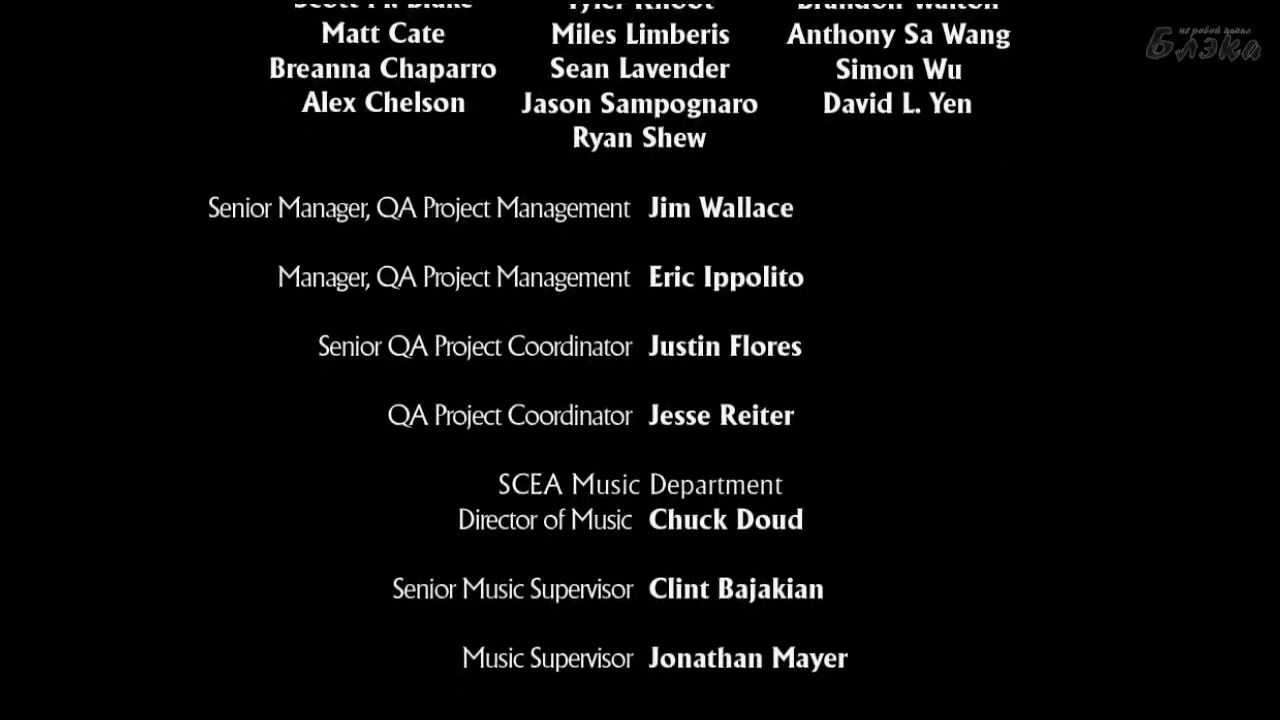 Matt Cate Miles Limberis Anthony Sa Wang
Breanna Chaparro Sean Lavender Simon Wu
Alex Chelson Jason Sampognaro David L. Yen
Ryan Shew
Senior Manager, QA Project Management Jim Wallace
Manager, QA Project Management Eric Ippolito
Senior QA Project Coordinator Justin Flores
QA Project Coordinator Jesse Reiter
SCEA Music Department
Director of Music Chuck Doud
Senior Music Supervisor Clint Bajakian
Music Supervisor Jonathan Mayer
Блэка